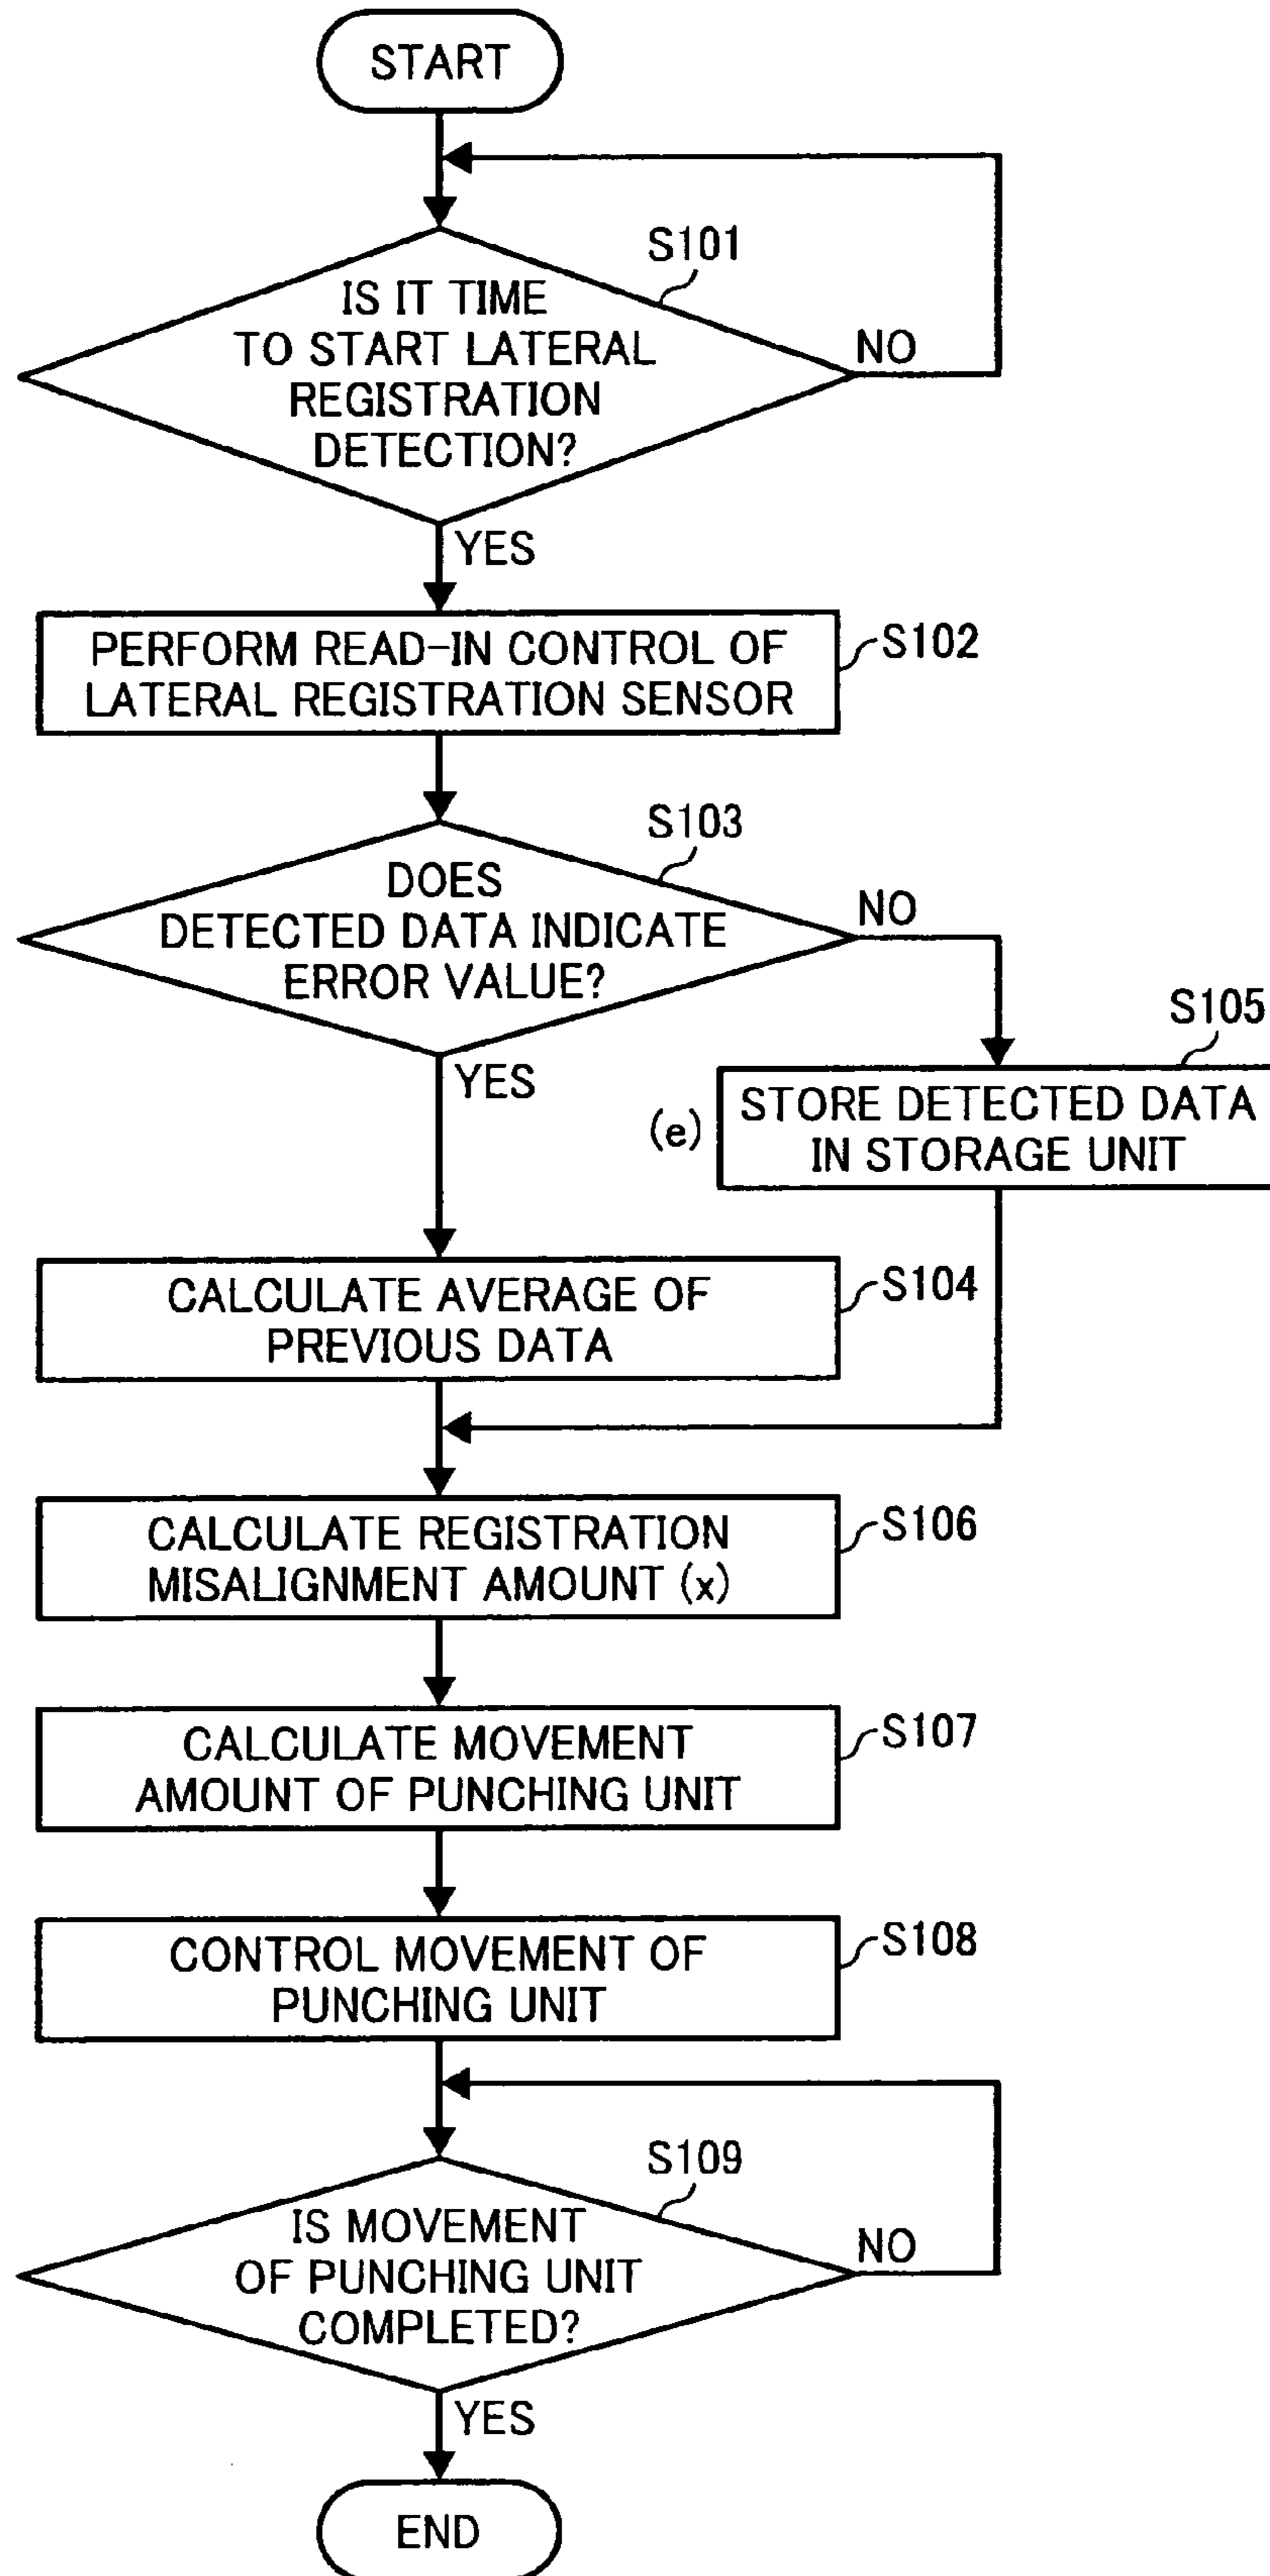 START
S101
IS IT TIME
TO START LATERAL
REGISTRATION
DETECTION?
NO
YES
PERFORM READ-IN CONTROL OF
LATERAL REGISTRATION SENSOR
S102
S103
DOES
DETECTED DATA INDICATE
ERROR VALUE?
NO
YES
S105
(e)
STORE DETECTED DATA
IN STORAGE UNIT
CALCULATE AVERAGE OF
PREVIOUS DATA
S104
CALCULATE REGISTRATION
MISALIGNMENT AMOUNT (x)
S106
CALCULATE MOVEMENT
AMOUNT OF PUNCHING UNIT
S107
CONTROL MOVEMENT OF
PUNCHING UNIT
S108
S109
IS MOVEMENT
OF PUNCHING UNIT
COMPLETED?
NO
YES
END